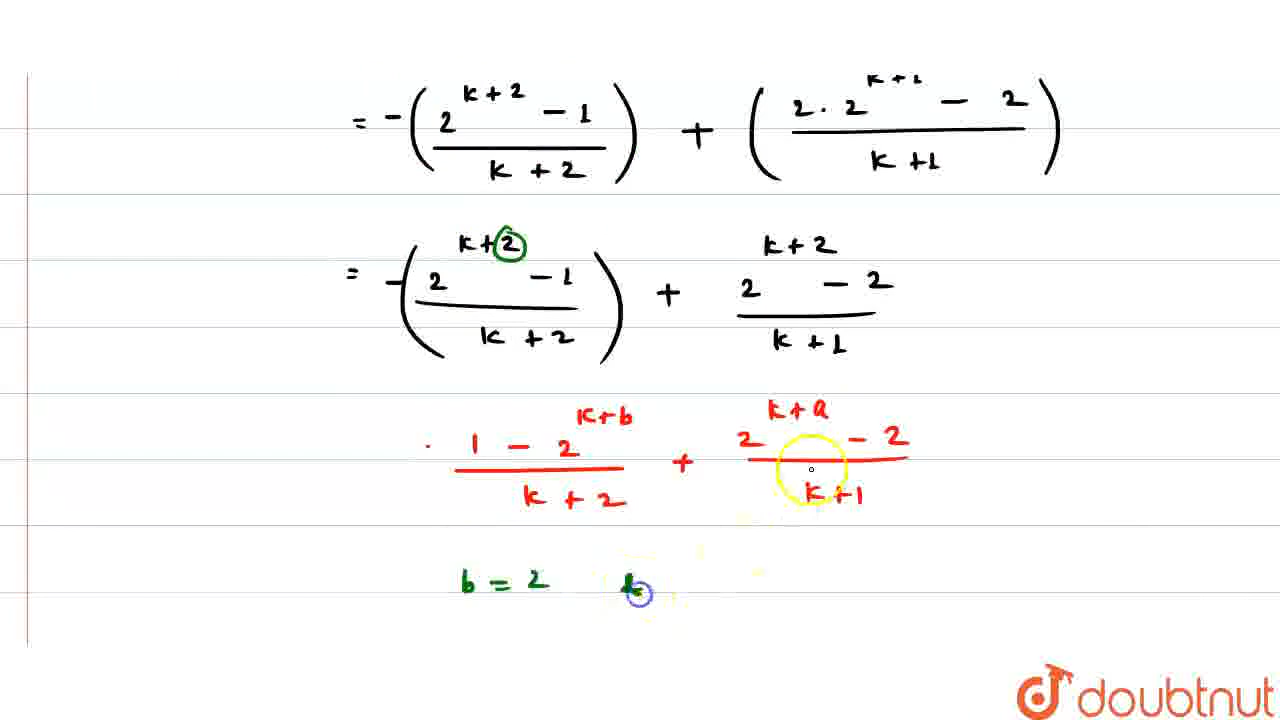 = -((2^(k+2) - 1)/(k + 2)) + ((2 · 2^(k+1) - 2)/(k + 1))
= -((2^(k+2) - 1)/(k + 2)) + (2^(k+2) - 2)/(k + 1)
(1 - 2^(k+b))/(k + 2) + (2^(k+a) - 2)/(k + 1)
b = 2
doubtnut